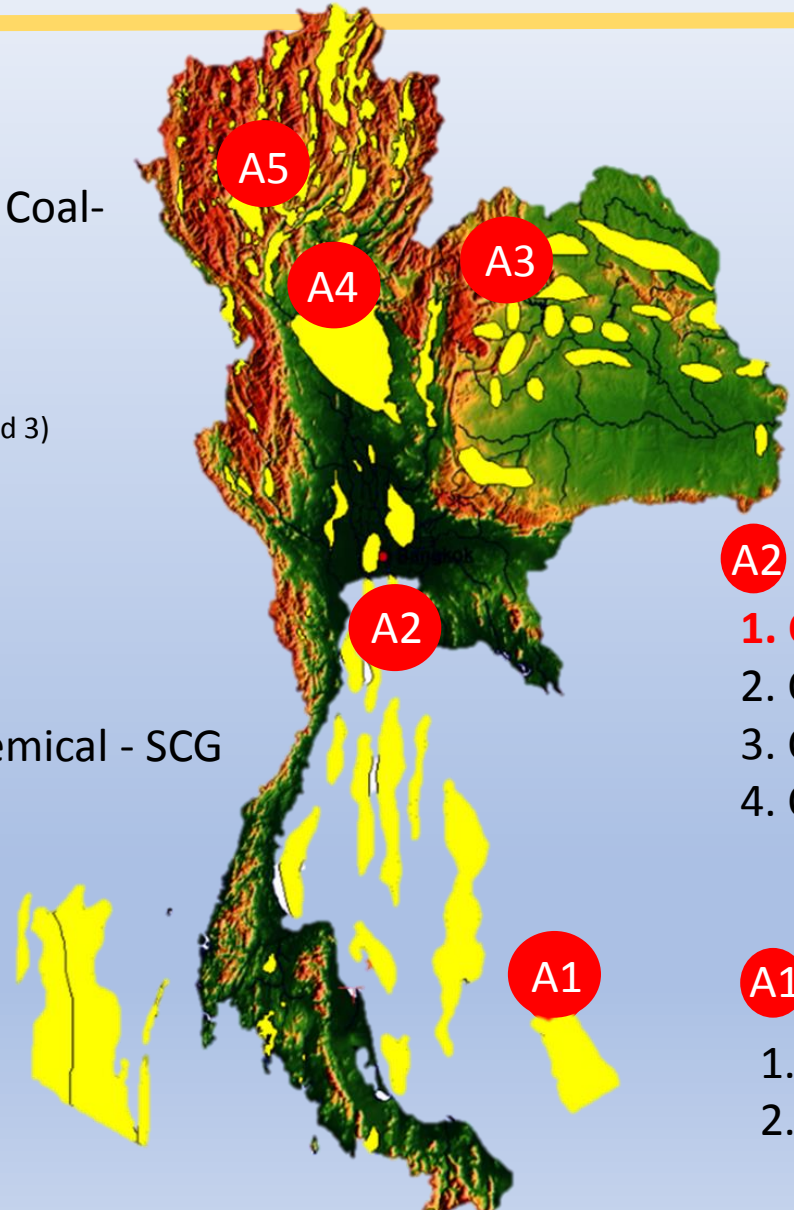 A5
Coal-
A3
A4
d 3)
Bangkok
A2
A2
1.
2.
3.
4.
emical - SCG
A1
A1
1.
2.